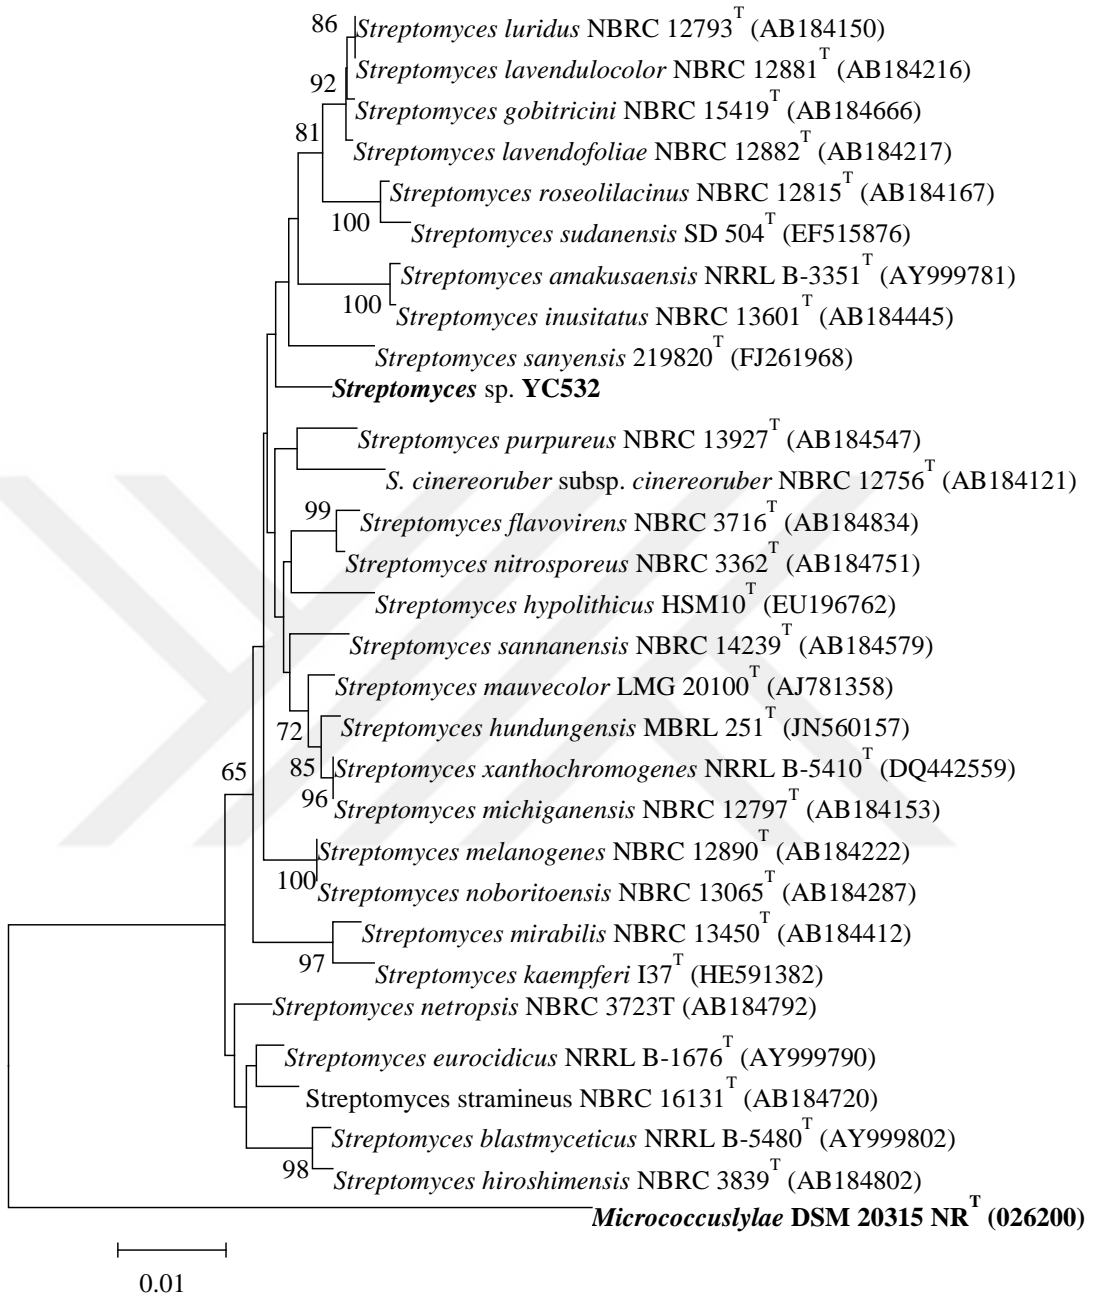 86
Streptomyces luridus NBRC 12793T (AB184150)
Streptomyces lavendulocolor NBRC 12881T (AB184216)
92
Streptomyces gobitricini NBRC 15419T (AB184666)
81
Streptomyces lavendofoliae NBRC 12882T (AB184217)
Streptomyces roseolilacinus NBRC 12815T (AB184167)
100
Streptomyces sudanensis SD 504T (EF515876)
Streptomyces amakusaensis NRRL B-3351T (AY999781)
100
Streptomyces inusitatus NBRC 13601T (AB184445)
Streptomyces sanyensis 219820T (FJ261968)
Streptomyces sp. YC532
Streptomyces purpureus NBRC 13927T (AB184547)
S. cinereoruber subsp. cinereoruber NBRC 12756T (AB184121)
99
Streptomyces flavovirens NBRC 3716T (AB184834)
Streptomyces nitrosporeus NBRC 3362T (AB184751)
Streptomyces hypolithicus HSM10T (EU196762)
Streptomyces sannanensis NBRC 14239T (AB184579)
Streptomyces mauvecolor LMG 20100T (AJ781358)
72
Streptomyces hundungensis MBRL 251T (JN560157)
65
85
Streptomyces xanthochromogenes NRRL B-5410T (DQ442559)
96
Streptomyces michiganensis NBRC 12797T (AB184153)
Streptomyces melanogenes NBRC 12890T (AB184222)
100
Streptomyces noboritoensis NBRC 13065T (AB184287)
Streptomyces mirabilis NBRC 13450T (AB184412)
97
Streptomyces kaempferi I37T (HE591382)
Streptomyces netropsis NBRC 3723T (AB184792)
Streptomyces eurocidicus NRRL B-1676T (AY999790)
Streptomyces stramineus NBRC 16131T (AB184720)
Streptomyces blastmyceticus NRRL B-5480T (AY999802)
98
Streptomyces hiroshimensis NBRC 3839T (AB184802)
Micrococcuslylae DSM 20315 NRT (026200)
0.01